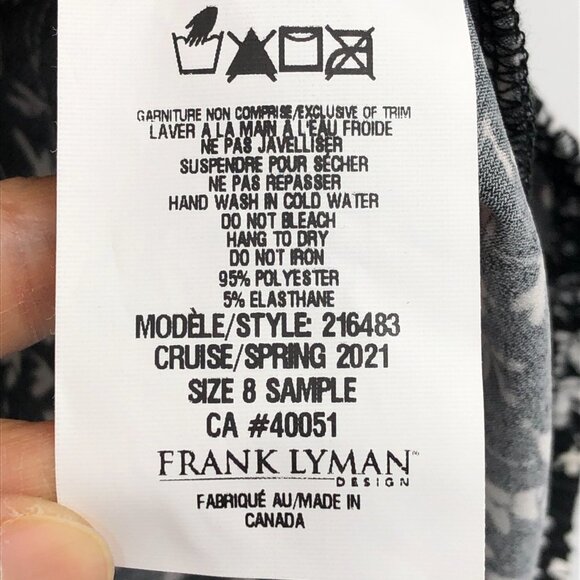 GARNITURE NON COMPRISE/EXCLUSIVE OF TRIM
LAVER A LA MAIN À L'EAU FROIDE
NE PAS JAVELLISER
SUSPENDRE POUR SÉCHER
NE PAS REPASSER
HAND WASH IN COLD WATER
DO NOT BLEACH
HANG TO DRY
DO NOT IRON
95% POLYESTER
5% ELASTHANE
MODÈLE/STYLE: 216483
CRUISE/SPRING 2021
SIZE 8 SAMPLE
CA #40051
FRANK LYMAN
DESIGN
FABRIQUÉ AU/MADE IN
CANADA